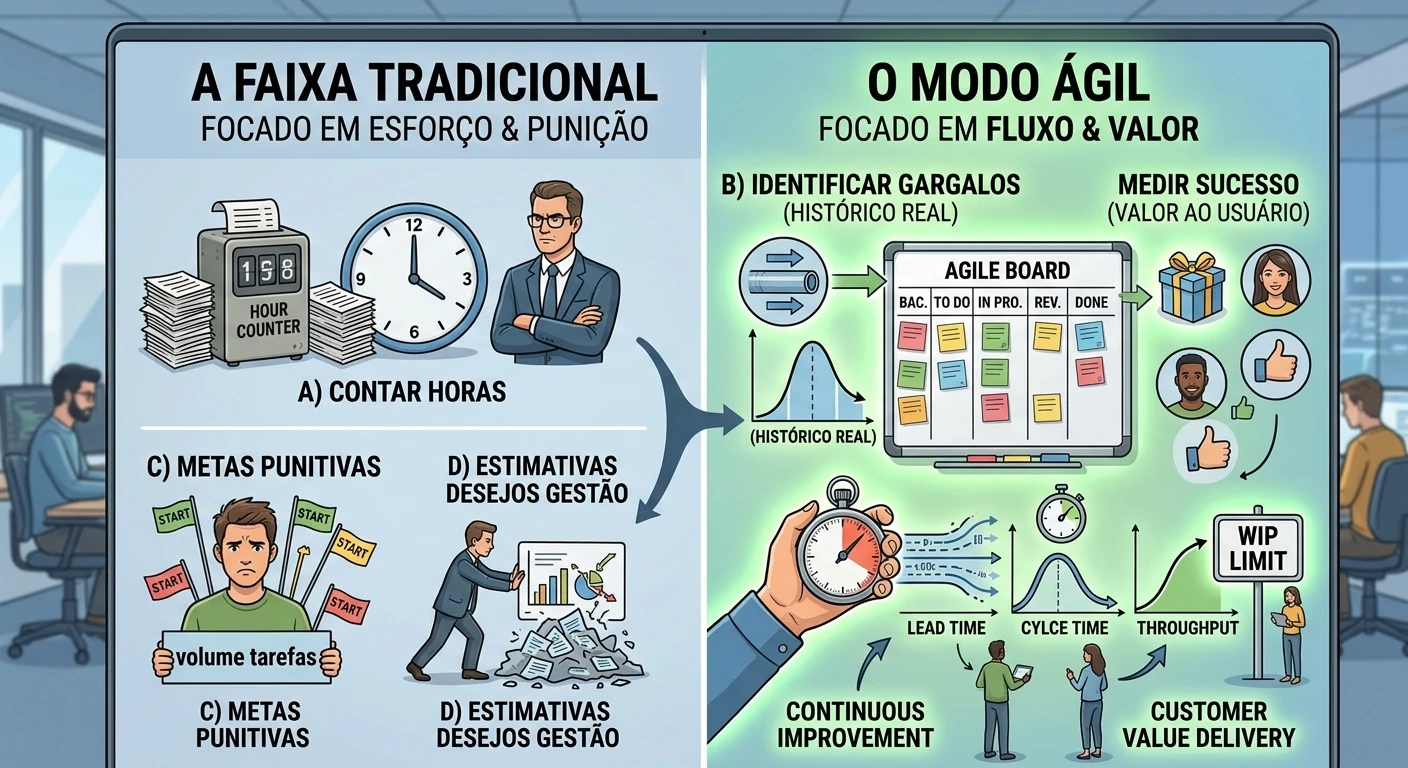 A FAIXA TRADICIONAL
FOCADO EM ESFORÇO & PUNIÇÃO
198
HOUR
COUNTER
12
3
6
9
A) CONTAR HORAS
C) METAS PUNITIVAS
START
START
START
START
START
volume tarefas
C) METAS
PUNITIVAS
D) ESTIMATIVAS
DESEJOS GESTÃO
D) ESTIMATIVAS
DESEJOS GESTÃO
O MODO ÁGIL
FOCADO EM FLUXO & VALOR
B) IDENTIFICAR GARGALOS
(HISTÓRICO REAL)
MEDIR SUCESSO
(VALOR AO USUÁRIO)
(HISTÓRICO REAL)
AGILE BOARD
BAC. TO DO IN PRO. REV. DONE
LEAD TIME
CYLCE TIME
THROUGHPUT
WIP
LIMIT
CONTINUOUS
IMPROVEMENT
CUSTOMER
VALUE DELIVERY